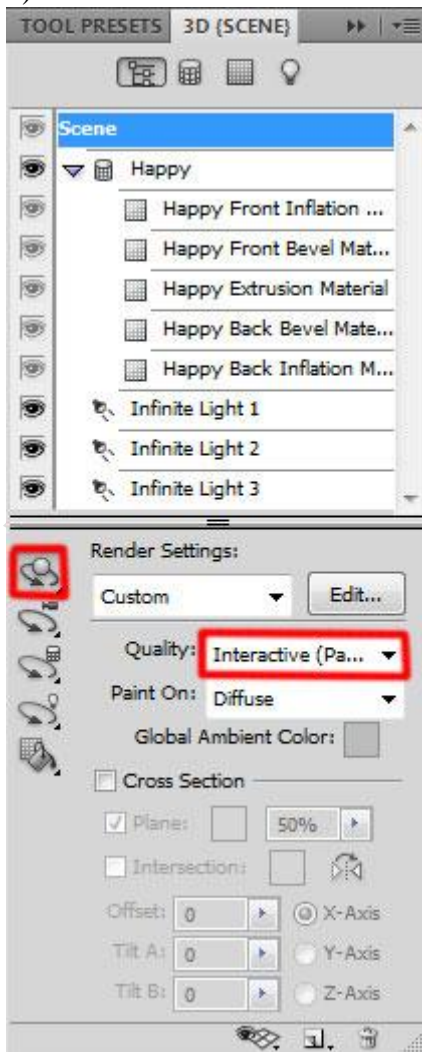 TOOL PRESETS 3D {SCENE}
Scene
Happy
Happy Front Inflation ...
Happy Front Bevel Mat...
Happy Extrusion Material
Happy Back Bevel Mate...
Happy Back Inflation M...
Infinite Light 1
Infinite Light 2
Infinite Light 3
Render Settings:
Custom Edit...
Quality: Interactive (Pa...
Paint On: Diffuse
Global Ambient Color:
Cross Section
Plane: 50%
Intersection:
Offset: 0 X-Axis
Tilt A: 0 Y-Axis
Tilt B: 0 Z-Axis